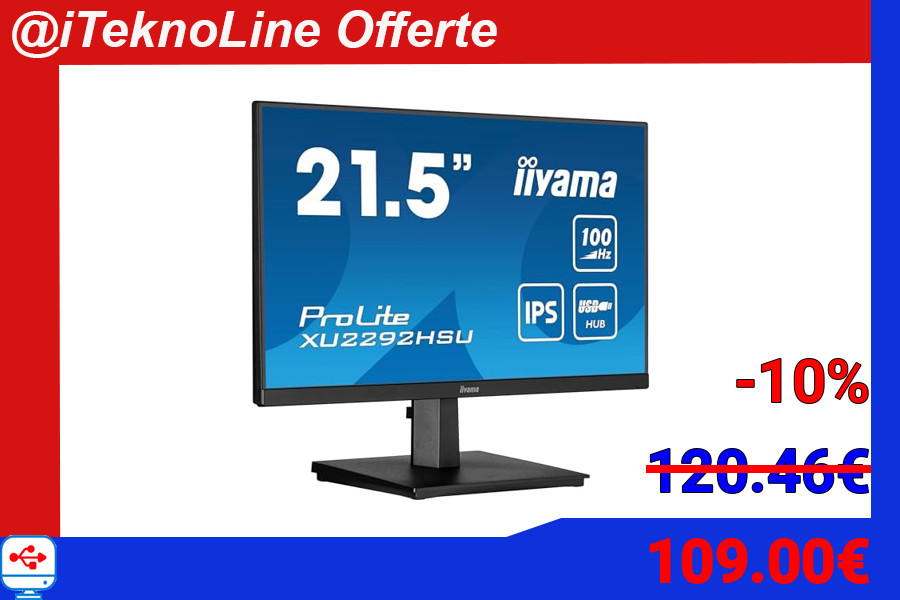 @iTeknoLine Offerte
21.5”
iiyama
100
Hz
IPS
USB
HUB
ProLite
XU2292HSU
iiyama
-10%
120.46€
109.00€